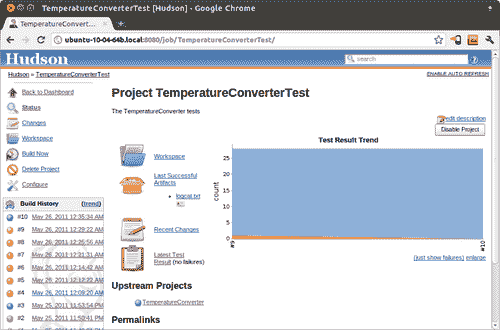 TemperatureConverterTest [Hudson] - Google Chrome
TemperatureConvert...
ubuntu-10-04-64b.local:8080/job/TemperatureConverterTest/
Hudson
search
Hudson » TemperatureConverterTest
ENABLE AUTO REFRESH
Back to Dashboard
Status
Changes
Workspace
Build Now
Delete Project
Configure
Build History (trend)
#10 May 26, 2011 12:35:34 AM
#9 May 26, 2011 12:29:22 AM
#8 May 26, 2011
#7 May 26, 2011 12:21:31 AM
#6 May 26, 2011 12:14:42 AM
#5 May 26, 2011 12:12:22 AM
#4 May 26, 2011 12:09:20 AM
#3 May 25, 2011 11:53:54 PM
#2 May 25, 2011 11:50:41 PM
Project TemperatureConverterTest
The TemperatureConverter tests
edit description
Disable Project
Workspace
Last Successful
Artifacts
logcat.txt
Recent Changes
Latest Test
Result (no failures)
Test Result Trend
count
25
20
15
10
5
0
#9
#10
(just show failures) enlarge
Upstream Projects
TemperatureConverter
Permalinks